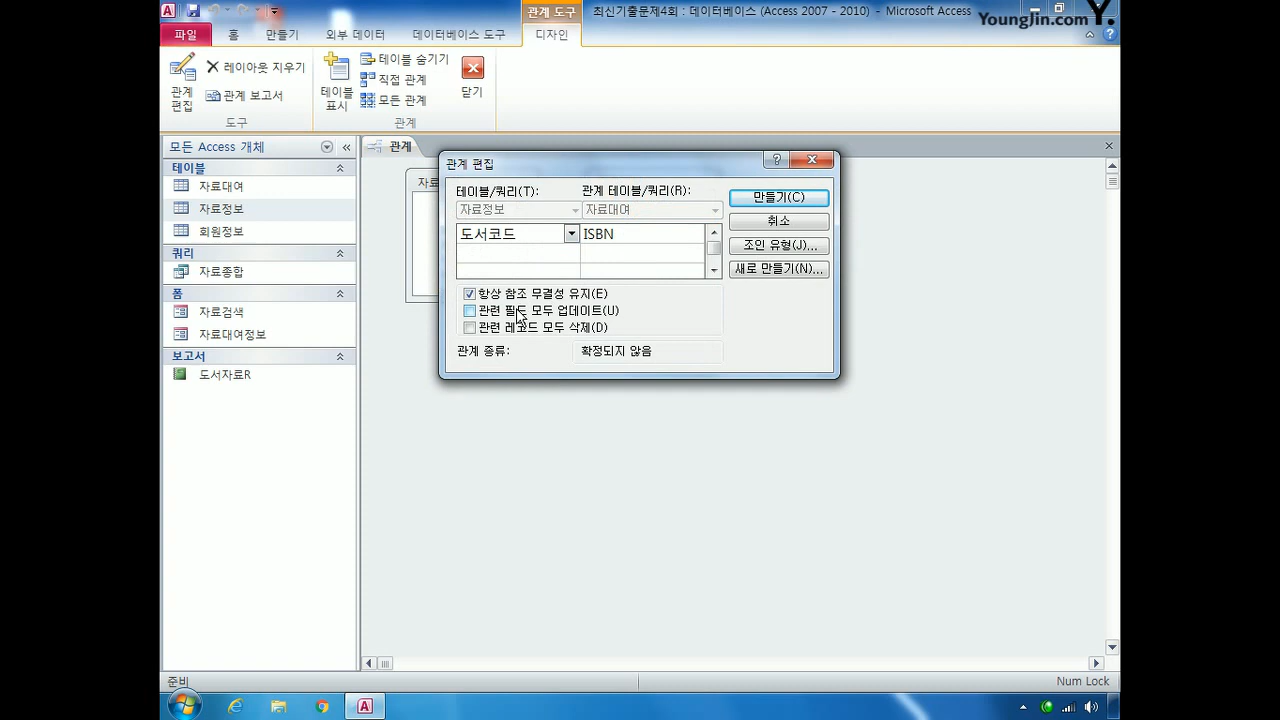 관계 도구
최신기출문제4회 : 데이터베이스 (Access 2007 - 2010) - Microsoft Access
YoungJin.com Y.
파일
홈
만들기
외부 데이터
데이터베이스 도구
디자인
관계 편집
레이아웃 지우기
관계 보고서
도구
테이블 표시
테이블 숨기기
직접 관계
모든 관계
관계
닫기
모든 Access 개체
테이블
자료대여
자료정보
회원정보
쿼리
자료종합
폼
자료검색
자료대여정보
보고서
도서자료R
관계
관계 편집
테이블/쿼리(T):
관계 테이블/쿼리(R):
자료정보
자료대여
도서코드
ISBN
항상 참조 무결성 유지(E)
관련 필드 모두 업데이트(U)
관련 레코드 모두 삭제(D)
관계 종류:
확정되지 않음
만들기(C)
취소
조인 유형(J)...
새로 만들기(N)...
준비
Num Lock